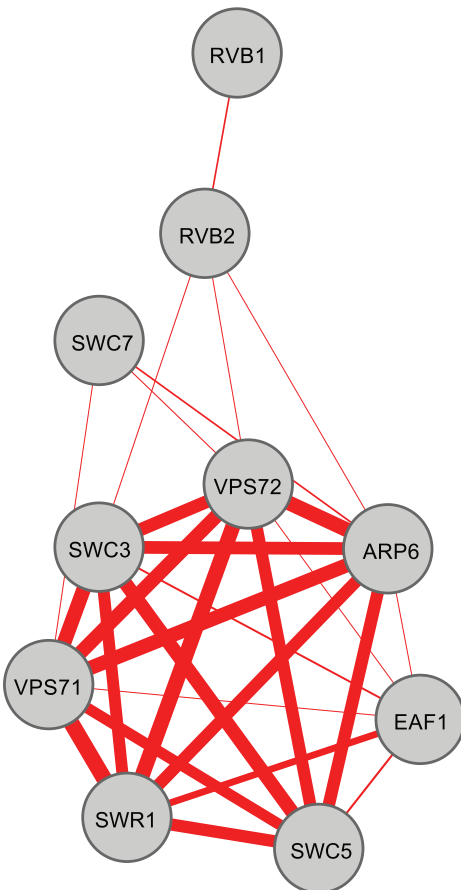 RVB1
RVB2
SWC7
VPS72
SWC3
ARP6
VPS71
EAF1
SWR1
SWC5